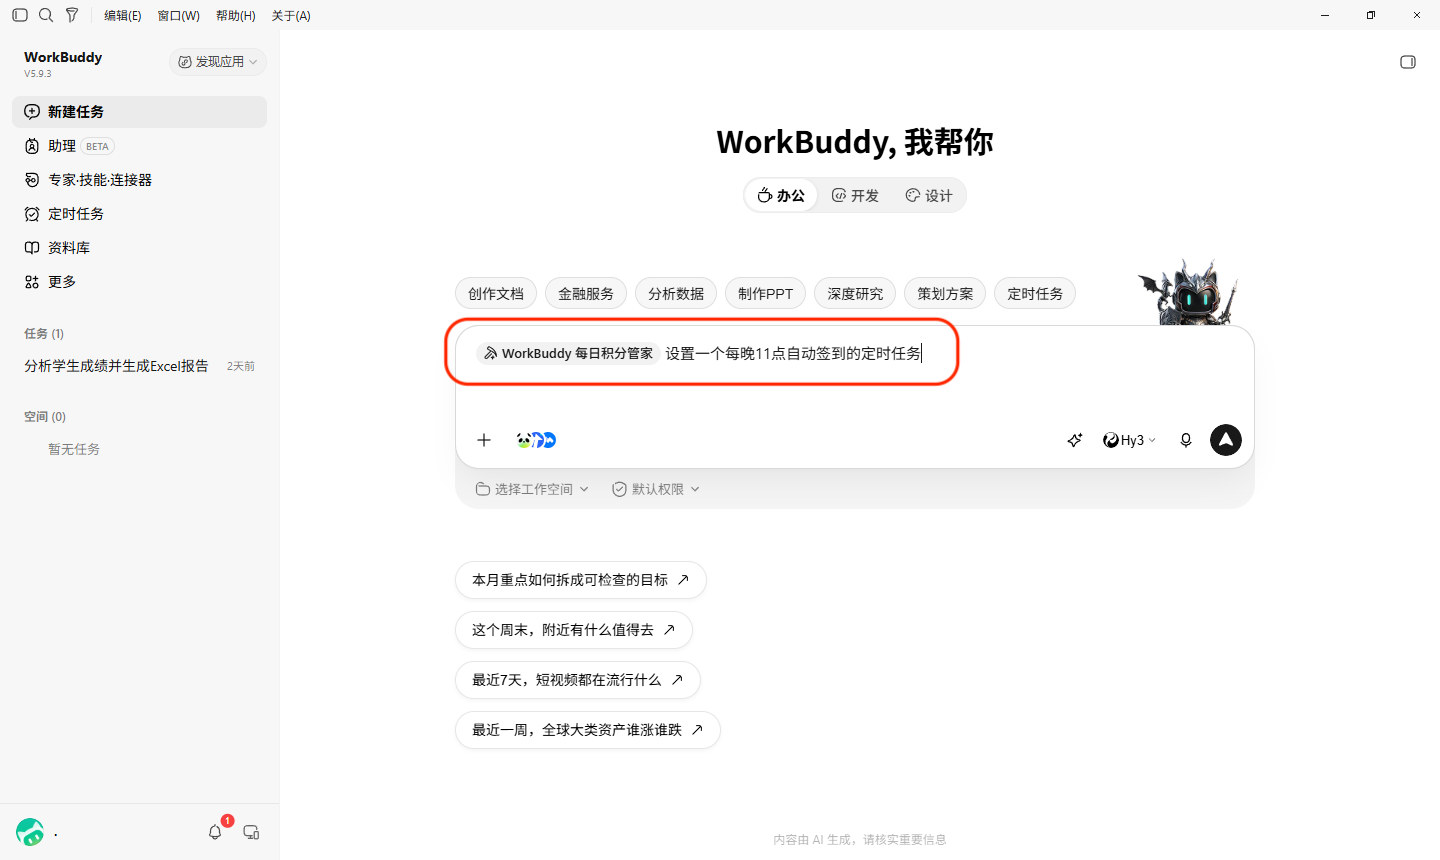 编辑(E) 窗口(W) 帮助(H) 关于(A)
WorkBuddy
V5.9.3
发现应用
新建任务
助理 BETA
专家·技能·连接器
定时任务
资料库
更多
任务 (1)
分析学生成绩并生成Excel报告 2天前
空间 (0)
暂无任务
1
.
WorkBuddy, 我帮你
办公 开发 设计
创作文档 金融服务 分析数据 制作PPT 深度研究 策划方案 定时任务
WorkBuddy 每日积分管家 设置一个每晚11点自动签到的定时任务
Hy3
选择工作空间 默认权限
本月重点如何拆成可检查的目标
这个周末，附近有什么值得去
最近7天，短视频都在流行什么
最近一周，全球大类资产谁涨谁跌
内容由 AI 生成，请核实重要信息